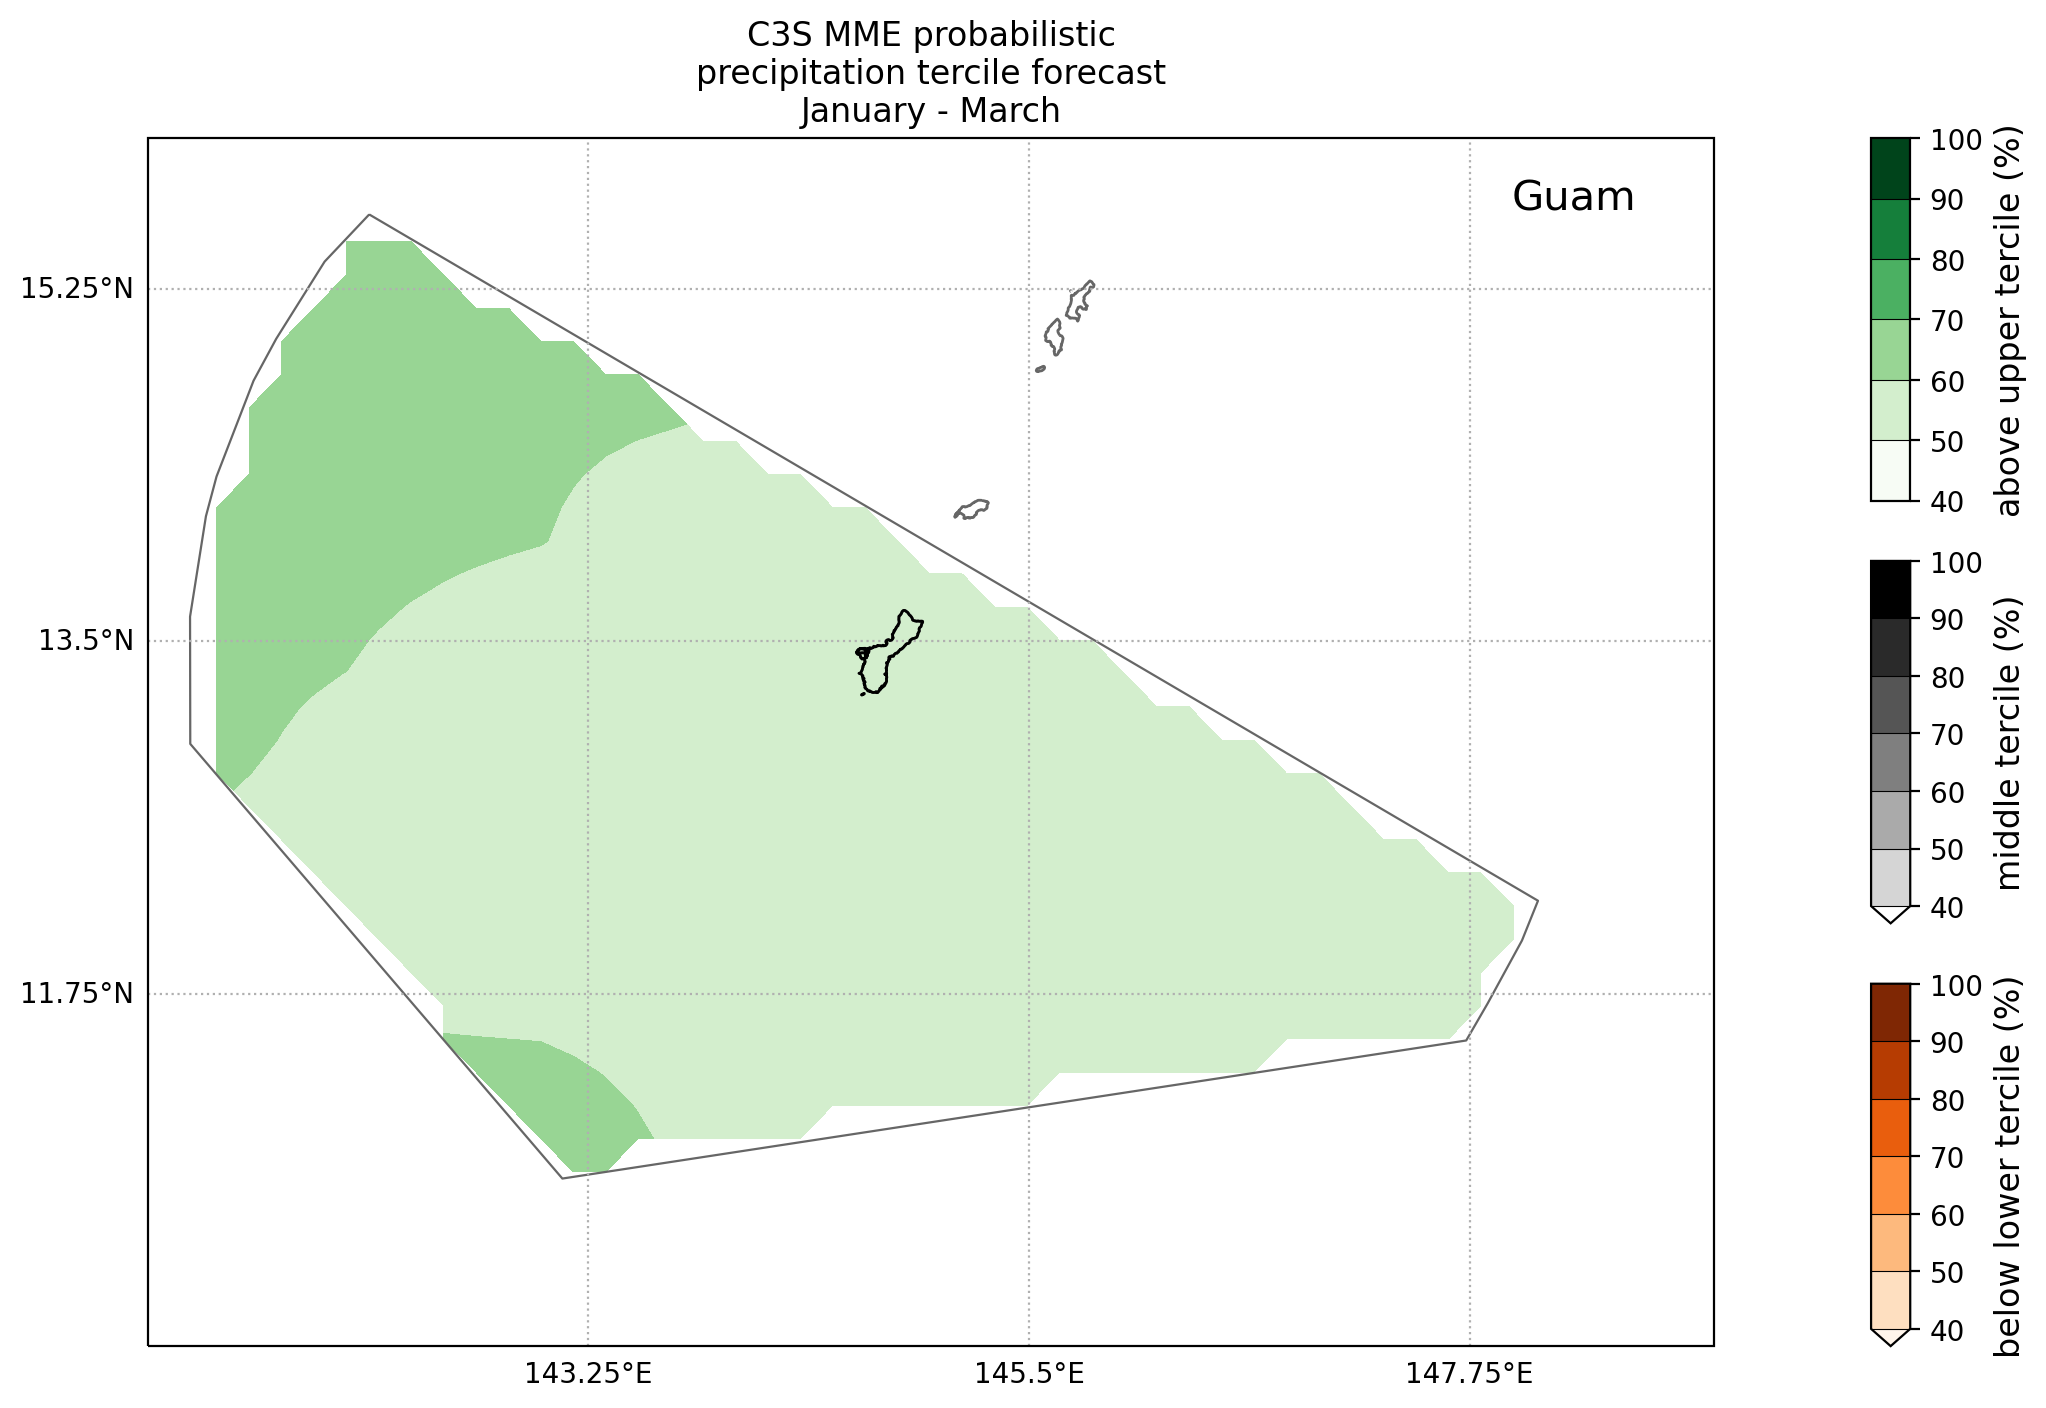 C3S MME probabilistic
precipitation tercile forecast
January - March
Guam
15.25°N
13.5°N
11.75°N
143.25°E
145.5°E
147.75°E
100
90
80
70
60
50
40
above upper tercile (%)
100
90
80
70
60
50
40
middle tercile (%)
100
90
80
70
60
50
40
below lower tercile (%)